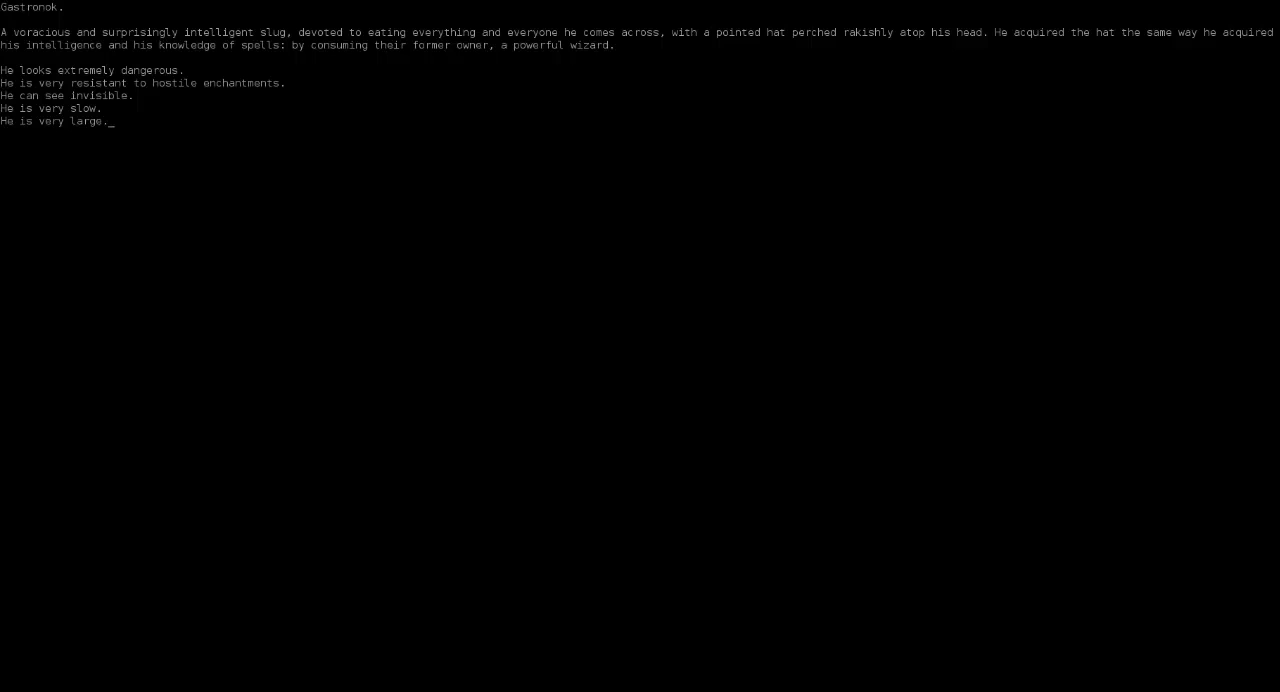 Gastronok.
A voracious and surprisingly intelligent slug, devoted to eating everything and everyone he comes across, with a pointed hat perched rakishly atop his head. He acquired the hat the same way he acquired
his intelligence and his knowledge of spells: by consuming their former owner, a powerful wizard.
He looks extremely dangerous.
He is very resistant to hostile enchantments.
He can see invisible.
He is very slow.
He is very large._